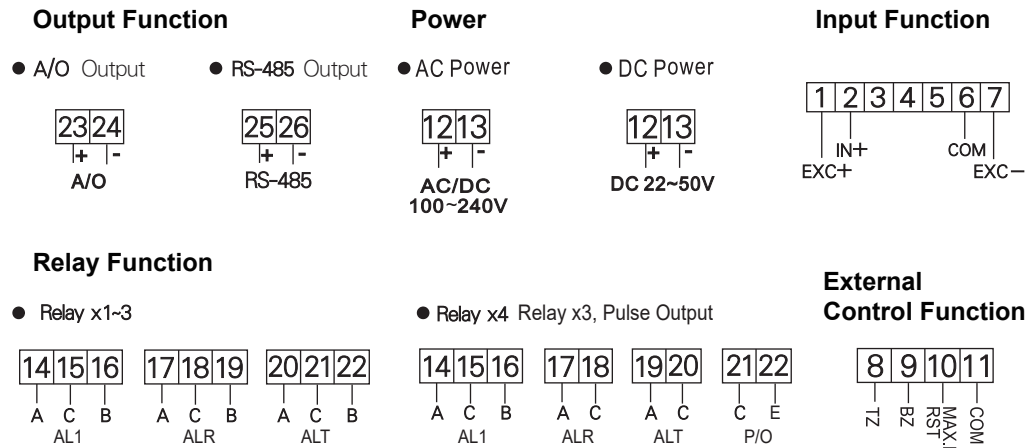 Output Function
Power
Input Function
● A/O Output
● RS-485 Output
● AC Power
● DC Power
23 24
+ -
A/O
25 26
+ -
RS-485
12 13
+ -
AC/DC
100~240V
12 13
+ -
DC 22~50V
1 2 3 4 5 6 7
IN+ COM
EXC+ EXC-
Relay Function
● Relay x1~3
● Relay x4 Relay x3, Pulse Output
External
Control Function
14 15 16
A C B
AL1
17 18 19
A C B
ALR
20 21 22
A C B
ALT
14 15 16
A C B
AL1
17 18
A C
ALR
19 20
A C
ALT
21 22
C E
P/O
8 9 10 11
TZ
BZ
MAX.
RST
COM